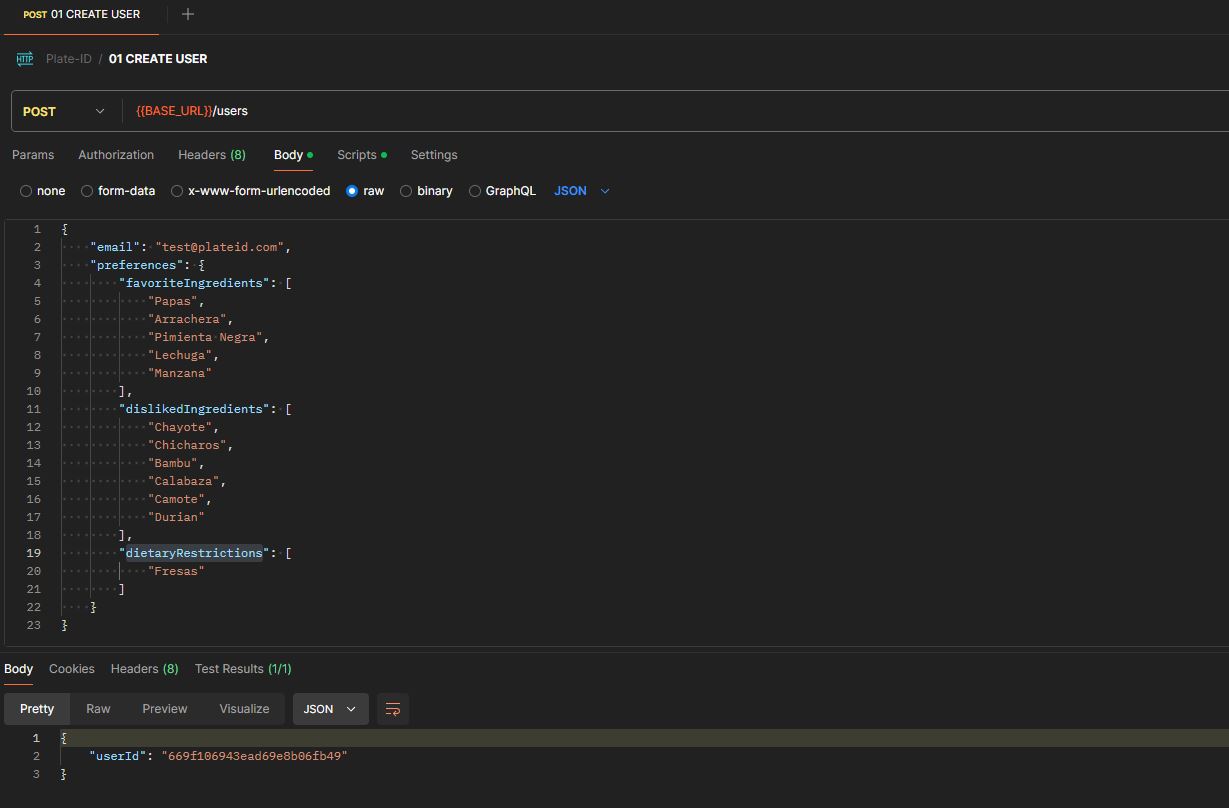 POST 01 CREATE USER +
HTTP Plate-ID / 01 CREATE USER
POST {{BASE_URL}}/users
Params Authorization Headers (8) Body Scripts Settings
none form-data x-www-form-urlencoded raw binary GraphQL JSON
1 {
2 "email": "test@plateid.com",
3 "preferences": {
4 "favoriteIngredients": [
5 "Papas",
6 "Arrachera",
7 "Pimienta Negra",
8 "Lechuga",
9 "Manzana"
10 ],
11 "dislikedIngredients": [
12 "Chayote",
13 "Chicharos",
14 "Bambu",
15 "Calabaza",
16 "Camote",
17 "Durian"
18 ],
19 "dietaryRestrictions": [
20 "Fresas"
21 ]
22 }
23 }
Body Cookies Headers (8) Test Results (1/1)
Pretty Raw Preview Visualize JSON
1 {
2 "userId": "669f106943ead69e8b06fb49"
3 }